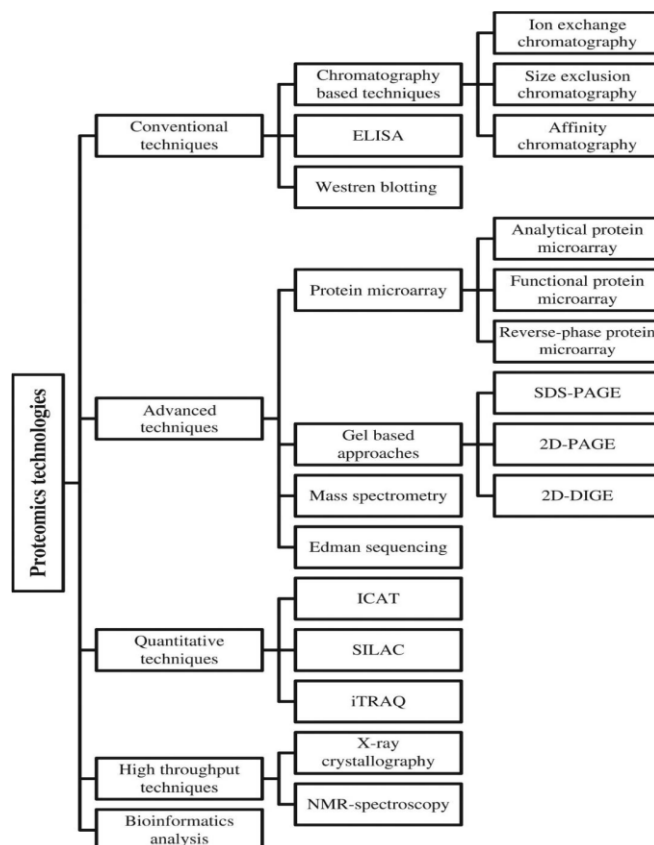 Proteomics technologies
Conventional
techniques
Chromatography
based techniques
Ion exchange
chromatography
Size exclusion
chromatography
Affinity
chromatography
ELISA
Westren blotting
Advanced
techniques
Protein microarray
Analytical protein
microarray
Functional protein
microarray
Reverse-phase protein
microarray
Gel based
approaches
SDS-PAGE
2D-PAGE
2D-DIGE
Mass spectrometry
Edman sequencing
Quantitative
techniques
ICAT
SILAC
iTRAQ
High throughput
techniques
X-ray
crystallography
NMR-spectroscopy
Bioinformatics
analysis